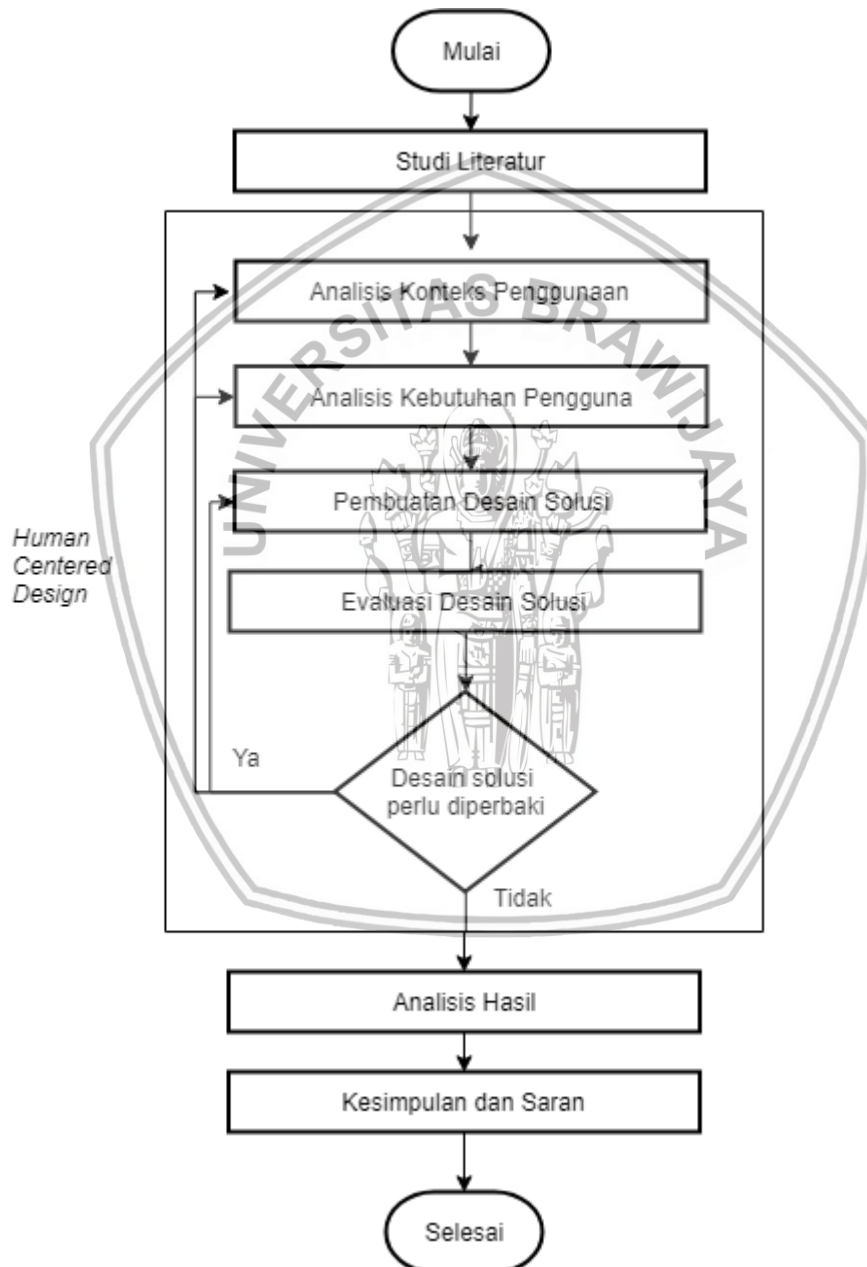 Mulai
Studi Literatur
Analisis Konteks Penggunaan
UNIVERSITAS BRAWIJAYA
Analisis Kebutuhan Pengguna
Pembuatan Desain Solusi
Human
Centered
Design
Evaluasi Desain Solusi
Ya
Desain solusi
perlu diperbaki
Tidak
Analisis Hasil
Kesimpulan dan Saran
Selesai